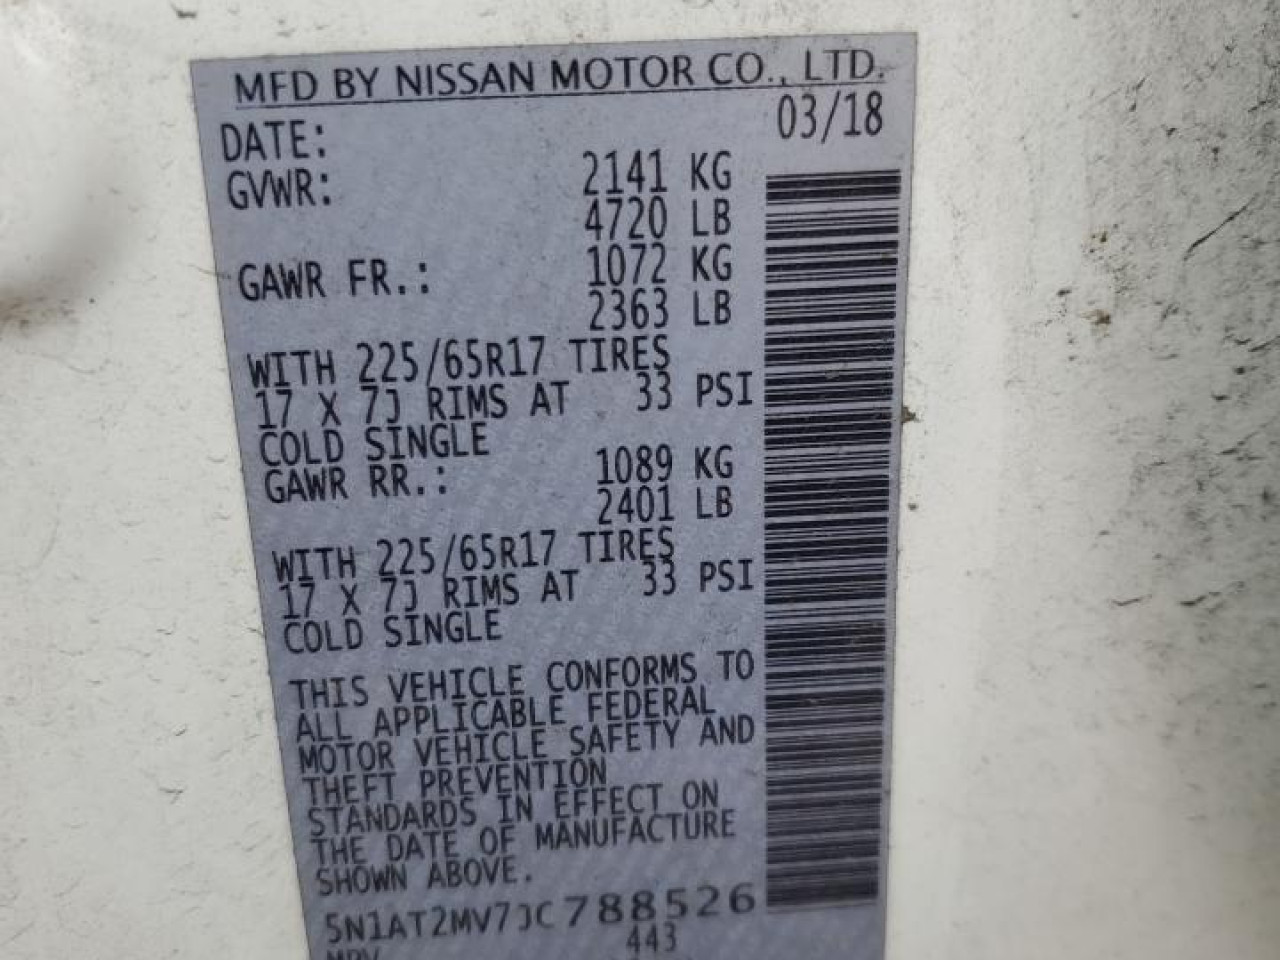 MFD BY NISSAN MOTOR CO., LTD.
DATE: 03/18
GVWR: 2141 KG
4720 LB
GAWR FR.: 1072 KG
2363 LB
WITH 225/65R17 TIRES
17 X 7J RIMS AT 33 PSI
COLD SINGLE
GAWR RR.: 1089 KG
2401 LB
WITH 225/65R17 TIRES
17 X 7J RIMS AT 33 PSI
COLD SINGLE
THIS VEHICLE CONFORMS TO
ALL APPLICABLE FEDERAL
MOTOR VEHICLE SAFETY AND
THEFT PREVENTION
STANDARDS IN EFFECT ON
THE DATE OF MANUFACTURE
SHOWN ABOVE.
5N1AT2MV7JC788526
443
MPV